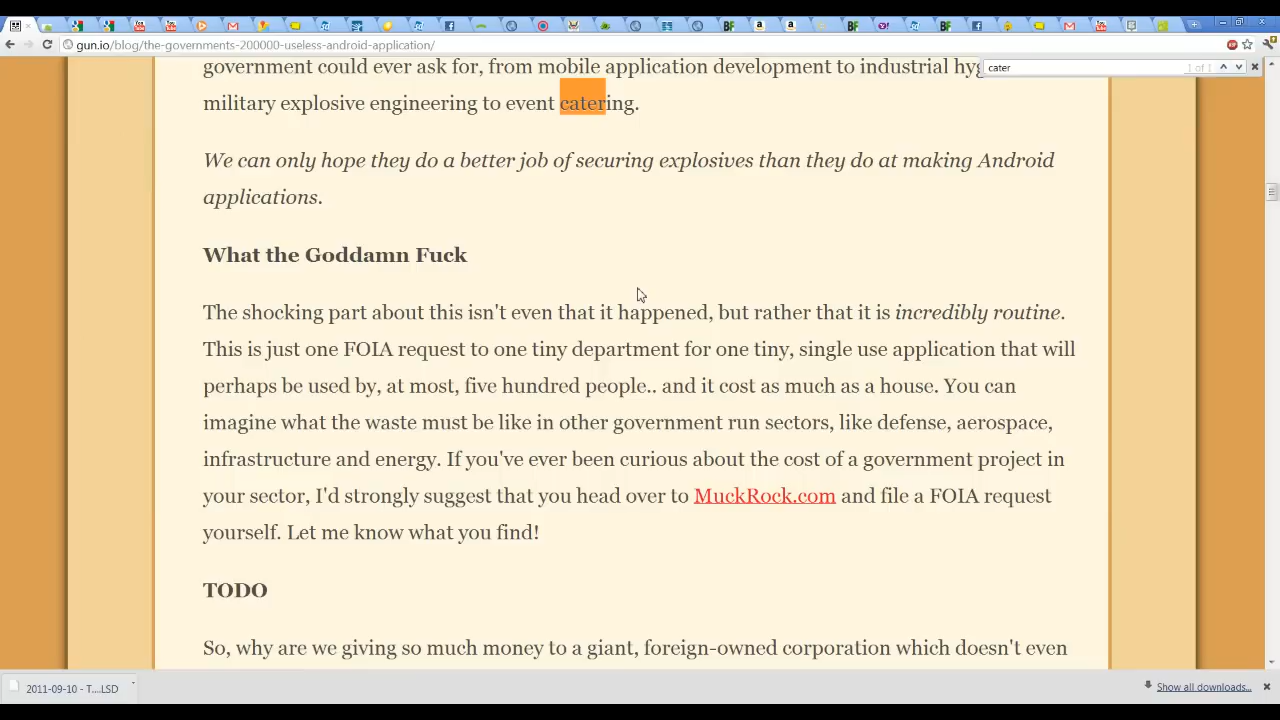 gun.io/blog/the-governments-200000-useless-android-application/
cater
1 of 1
government could ever ask for, from mobile application development to industrial hyg
military explosive engineering to event catering.
We can only hope they do a better job of securing explosives than they do at making Android
applications.
What the Goddamn Fuck
The shocking part about this isn't even that it happened, but rather that it is incredibly routine.
This is just one FOIA request to one tiny department for one tiny, single use application that will
perhaps be used by, at most, five hundred people.. and it cost as much as a house. You can
imagine what the waste must be like in other government run sectors, like defense, aerospace,
infrastructure and energy. If you've ever been curious about the cost of a government project in
your sector, I'd strongly suggest that you head over to MuckRock.com and file a FOIA request
yourself. Let me know what you find!
TODO
So, why are we giving so much money to a giant, foreign-owned corporation which doesn't even
2011-09-10 - T....LSD
Show all downloads...